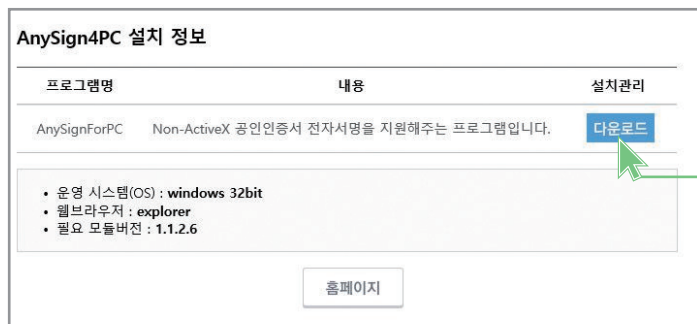 AnySign4PC 설치 정보
프로그램명 내용 설치관리
AnySignForPC Non-ActiveX 공인인증서 전자서명을 지원해주는 프로그램입니다. 다운로드
• 운영 시스템(OS) : windows 32bit
• 웹브라우저 : explorer
• 필요 모듈버전 : 1.1.2.6
홈페이지